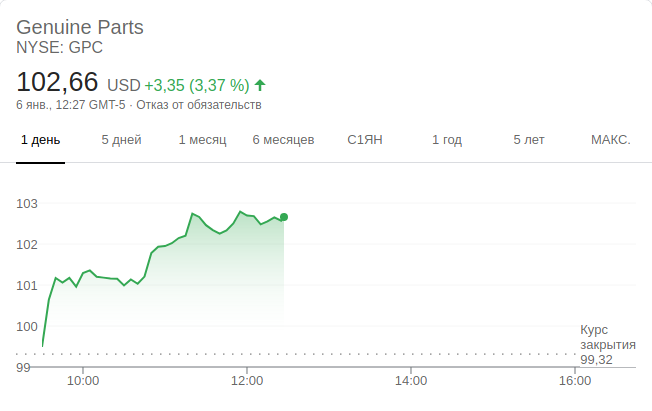 Genuine Parts
NYSE: GPC
102,66 USD +3,35 (3,37 %)
6 янв., 12:27 GMT-5 · Отказ от обязательств
1 день 5 дней 1 месяц 6 месяцев С1ЯН 1 год 5 лет МАКС.
103
102
101
100
Курс
закрытия
99,32
99
10:00 12:00 14:00 16:00